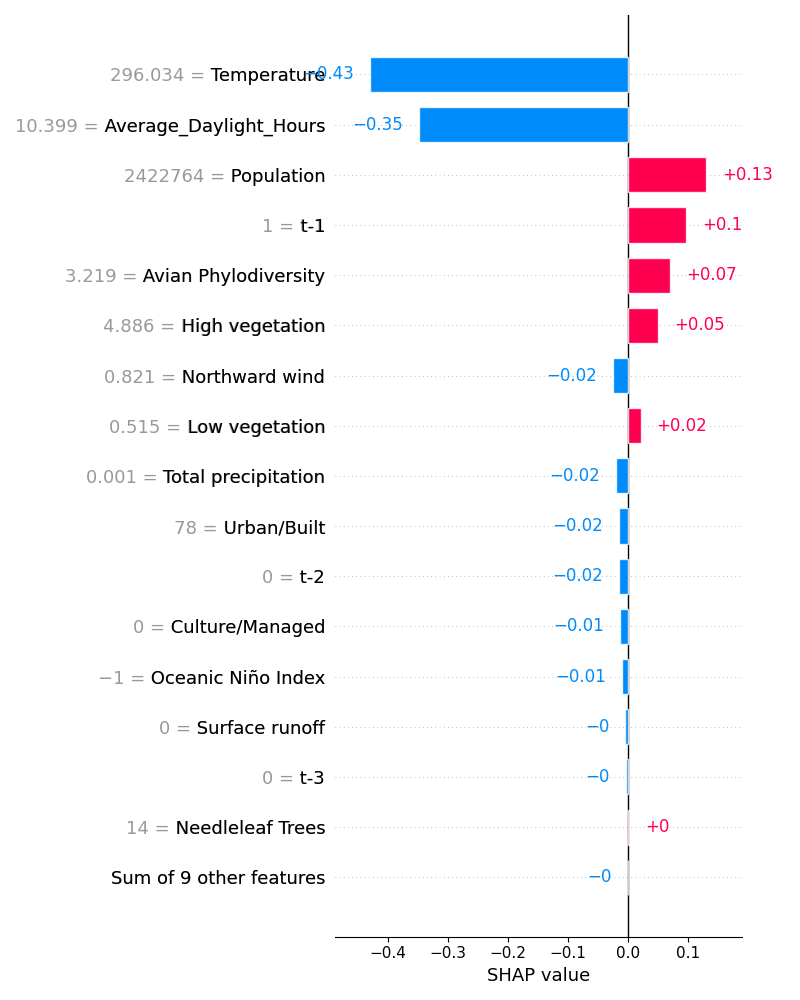 296.034 = Temperature −0.43
10.399 = Average_Daylight_Hours −0.35
2422764 = Population +0.13
1 = t-1 +0.1
3.219 = Avian Phylodiversity +0.07
4.886 = High vegetation +0.05
0.821 = Northward wind −0.02
0.515 = Low vegetation +0.02
0.001 = Total precipitation −0.02
78 = Urban/Built −0.02
0 = t-2 −0.02
0 = Culture/Managed −0.01
−1 = Oceanic Niño Index −0.01
0 = Surface runoff −0
0 = t-3 −0
14 = Needleleaf Trees +0
Sum of 9 other features −0
−0.4 −0.3 −0.2 −0.1 0.0 0.1
SHAP value